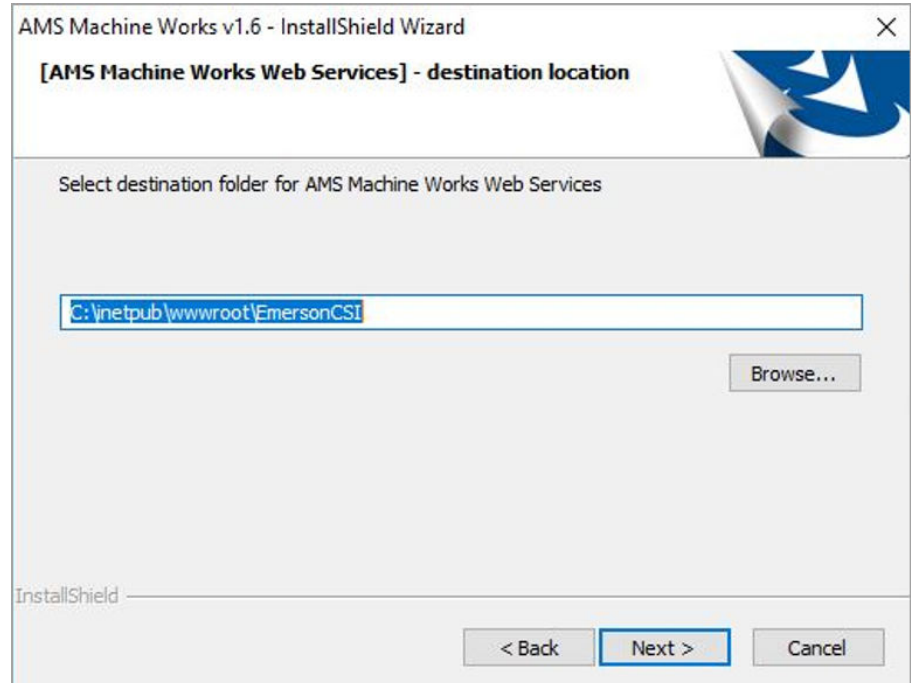 AMS Machine Works v1.6 - InstallShield Wizard
[AMS Machine Works Web Services] - destination location
Select destination folder for AMS Machine Works Web Services
C:\inetpub\wwwroot\EmersonCSI
Browse...
InstallShield
< Back Next > Cancel